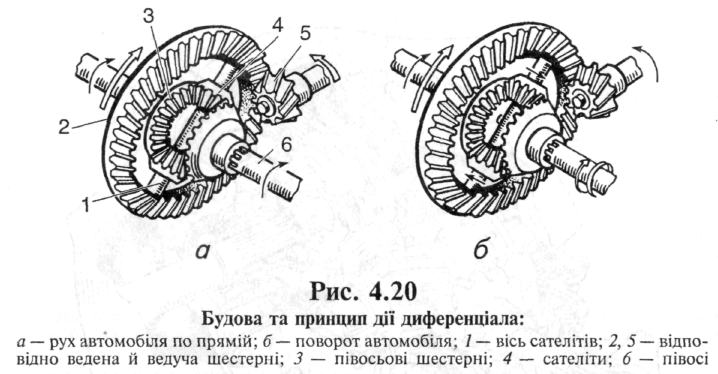 3
4
5
2
6
1
а
б
Рис. 4.20
Будова та принцип дії диференціала:
а — рух автомобіля по прямій; б — поворот автомобіля; 1 — вісь сателітів; 2, 5 — відпо-
відно ведена й ведуча шестерні; 3 — півосьові шестерні; 4 — сателіти; 6 — півосі